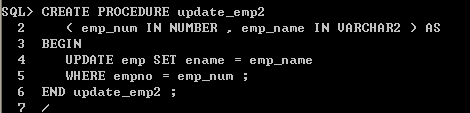 SQL> CREATE PROCEDURE update_emp2
2 ( emp_num IN NUMBER , emp_name IN VARCHAR2 ) AS
3 BEGIN
4 UPDATE emp SET ename = emp_name
5 WHERE empno = emp_num ;
6 END update_emp2 ;
7 /